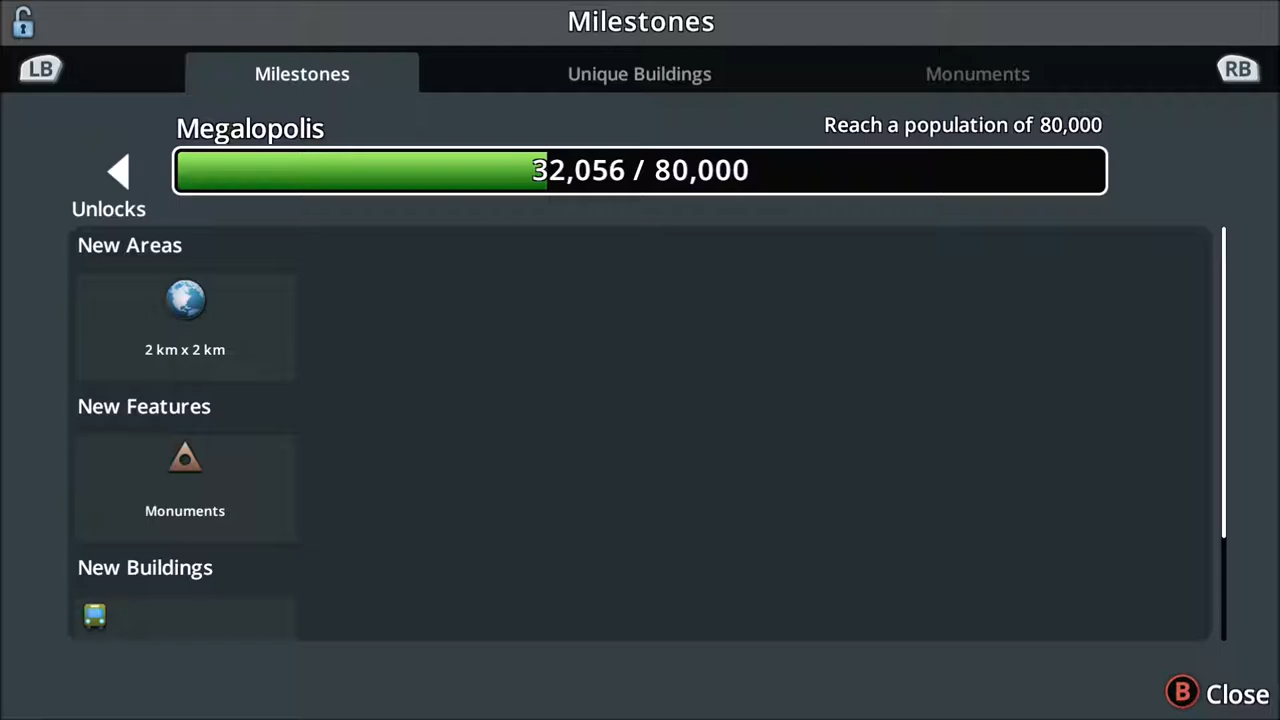 Milestones
LB
Milestones
Unique Buildings
Monuments
RB
Megalopolis
Reach a population of 80,000
32,056 / 80,000
Unlocks
New Areas
2 km x 2 km
New Features
Monuments
New Buildings
B Close